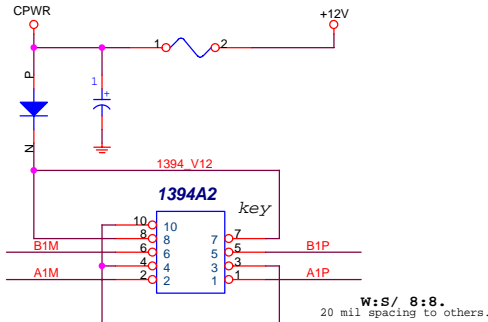 CPWR
+12V
1 2
P
1
+
N
1394_V12
1394A2
key
10 10
8 8 7 7
B1M 6 6 5 5 B1P
4 4 3 3
A1M 2 2 1 1 A1P
W:S/ 8:8.
20 mil spacing to others.